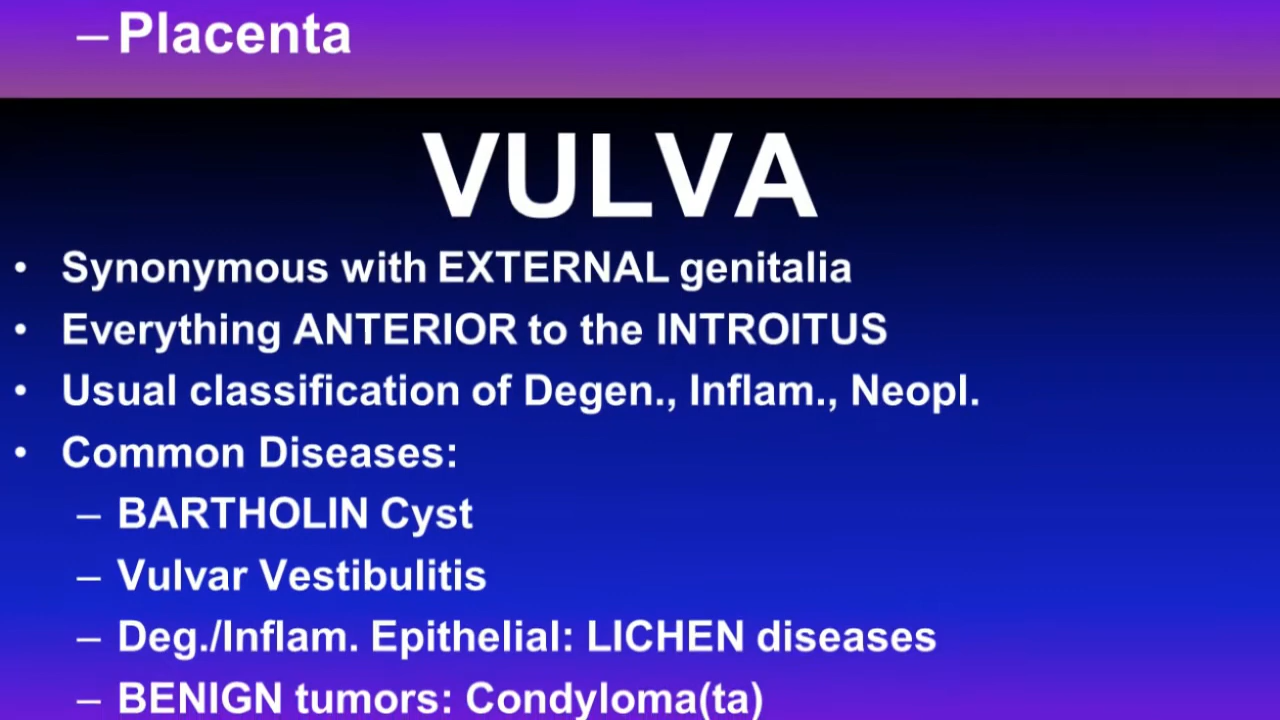 – Placenta
VULVA
• Synonymous with EXTERNAL genitalia
• Everything ANTERIOR to the INTROITUS
• Usual classification of Degen., Inflam., Neopl.
• Common Diseases:
– BARTHOLIN Cyst
– Vulvar Vestibulitis
– Deg./Inflam. Epithelial: LICHEN diseases
– BENIGN tumors: Condyloma(ta)